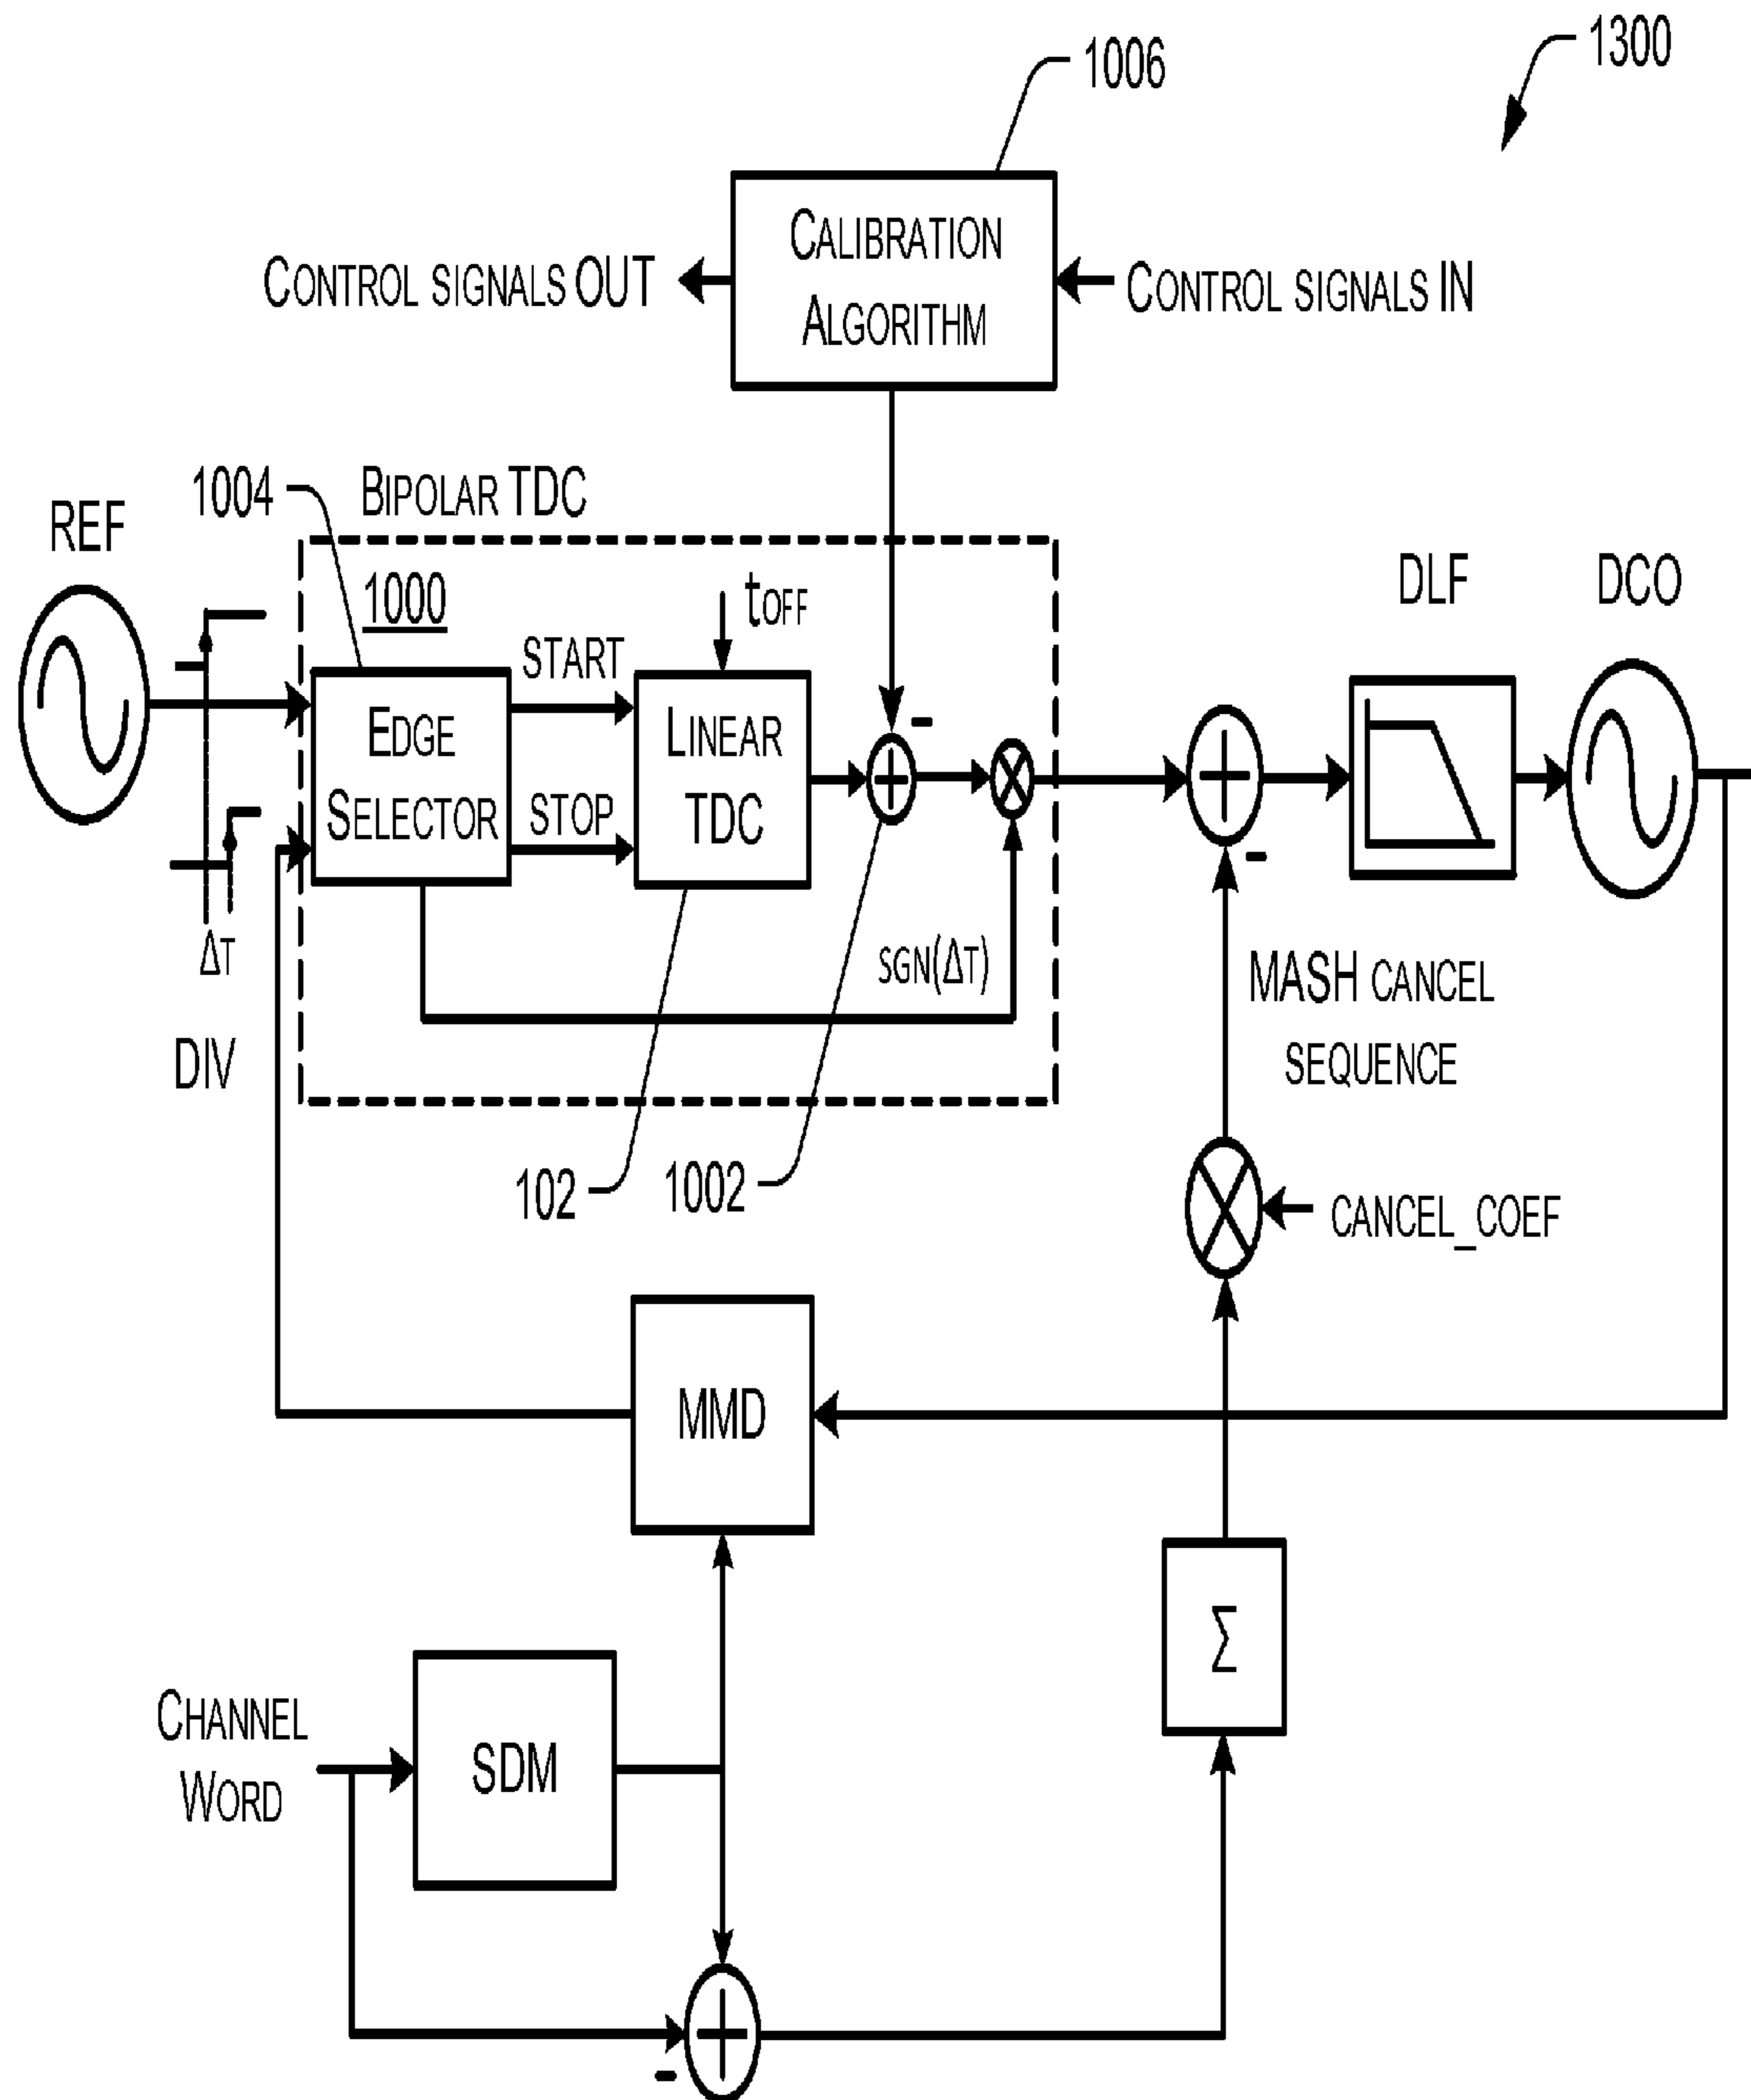 1300
1006
CALIBRATION
ALGORITHM
CONTROL SIGNALS OUT
CONTROL SIGNALS IN
1004
BIPOLAR TDC
REF
1000
tOFF
DLF
DCO
START
EDGE
SELECTOR
LINEAR
TDC
-
STOP
-
ΔT
SGN(ΔT)
MASH CANCEL
SEQUENCE
DIV
102
1002
CANCEL_COEF
MMD
Σ
CHANNEL
WORD
SDM
-